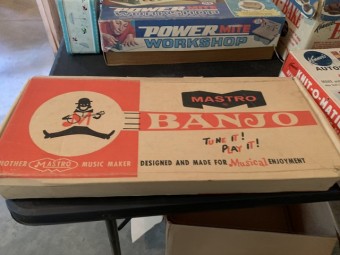 POWER MITE
WORKSHOP
MASTRO
BANJO
TUNE IT!
PLAY IT!
NOTHER MASTRO MUSIC MAKER
DESIGNED AND MADE FOR Musical ENJOYMENT
KNIT-O-MATIC